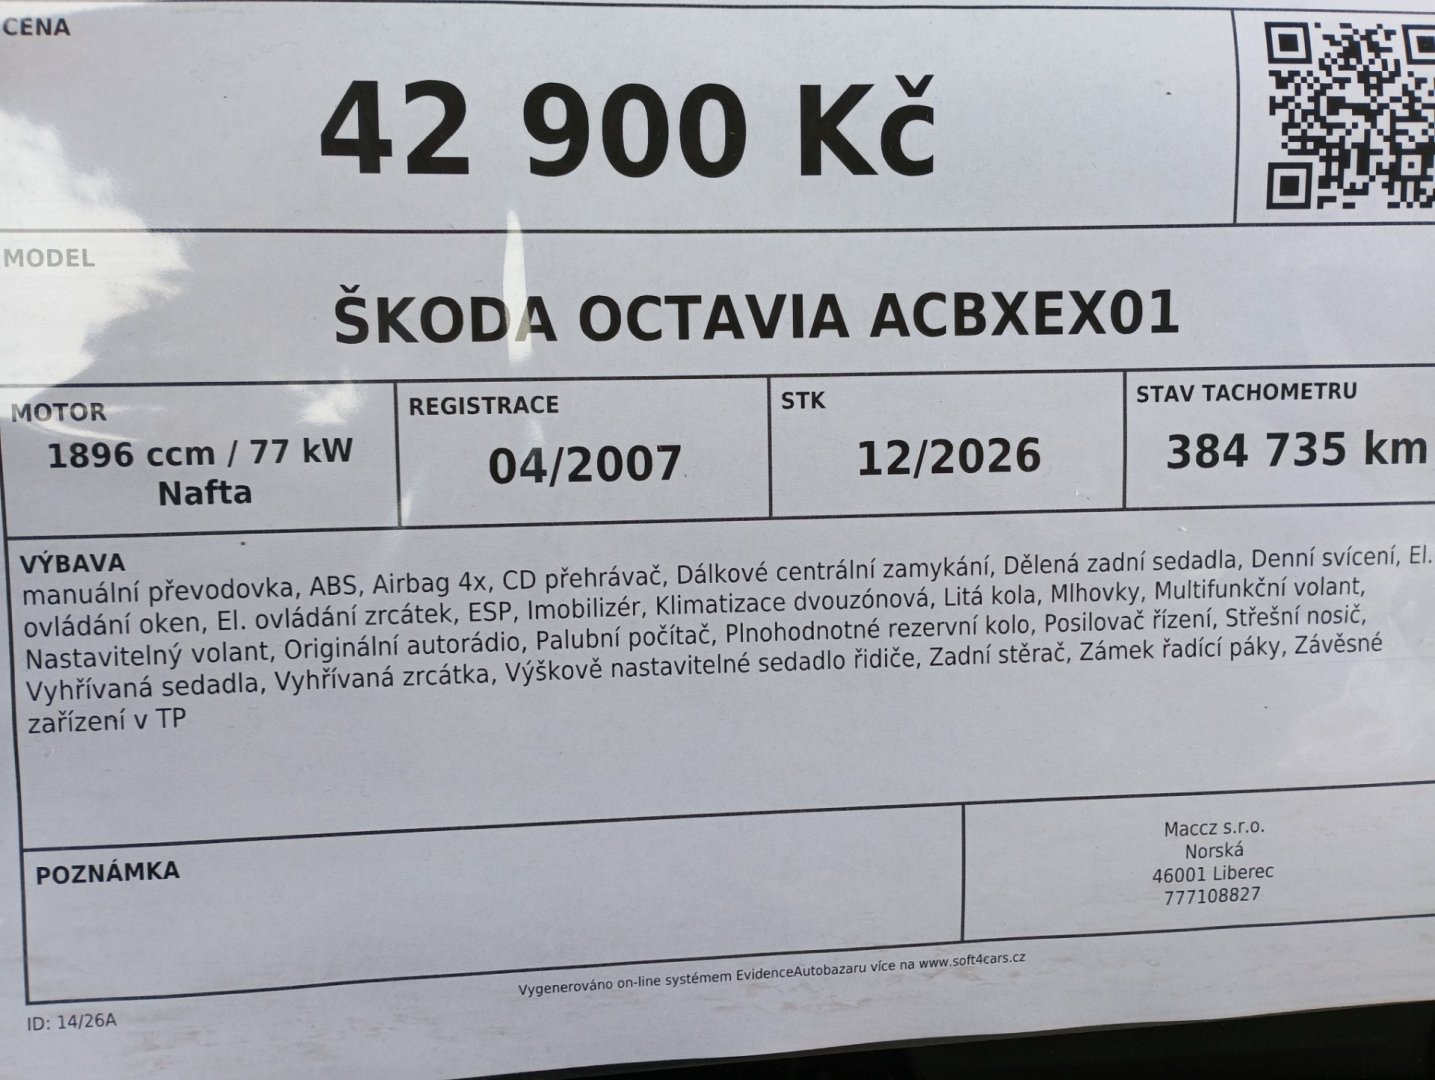 CENA
42 900 Kč
MODEL
ŠKODA OCTAVIA ACBXEX01
MOTOR
1896 ccm / 77 kW
Nafta
REGISTRACE
04/2007
STK
12/2026
STAV TACHOMETRU
384 735 km
VÝBAVA
manuální převodovka, ABS, Airbag 4x, CD přehrávač, Dálkové centrální zamykání, Dělená zadní sedadla, Denní svícení, El.
ovládání oken, El. ovládání zrcátek, ESP, Imobilizér, Klimatizace dvouzónová, Litá kola, Mlhovky, Multifunkční volant,
Nastavitelný volant, Originální autorádio, Palubní počítač, Plnohodnotné rezervní kolo, Posilovač řízení, Střešní nosič,
Vyhřívaná sedadla, Vyhřívaná zrcátka, Výškově nastavitelné sedadlo řidiče, Zadní stěrač, Zámek řadící páky, Závěsné
zařízení v TP
POZNÁMKA
Maccz s.r.o.
Norská
46001 Liberec
777108827
Vygenerováno on-line systémem EvidenceAutobazaru více na www.soft4cars.cz
ID: 14/26A